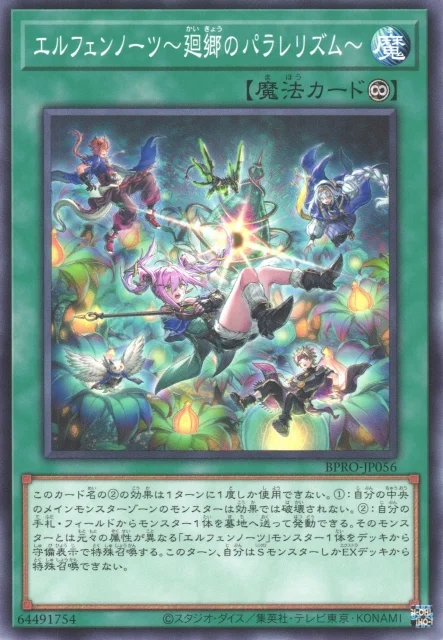 エルフェンノーツ～廻郷のパラレリズム～
魔
【魔法カード】
BPRO-JP056
このカード名の②の効果は1ターンに1度しか使用できない。①：自分の中央
のメインモンスターゾーンのモンスターは効果では破壊されない。②：自分の
手札・フィールドからモンスター1体を墓地へ送って発動できる。そのモンス
ターとは元々の属性が異なる「エルフェンノーツ」モンスター1体をデッキから
守備表示で特殊召喚する。このターン、自分はSモンスターしかEXデッキから
特殊召喚できない。
64491754
©スタジオ・ダイス／集英社・テレビ東京・KONAMI